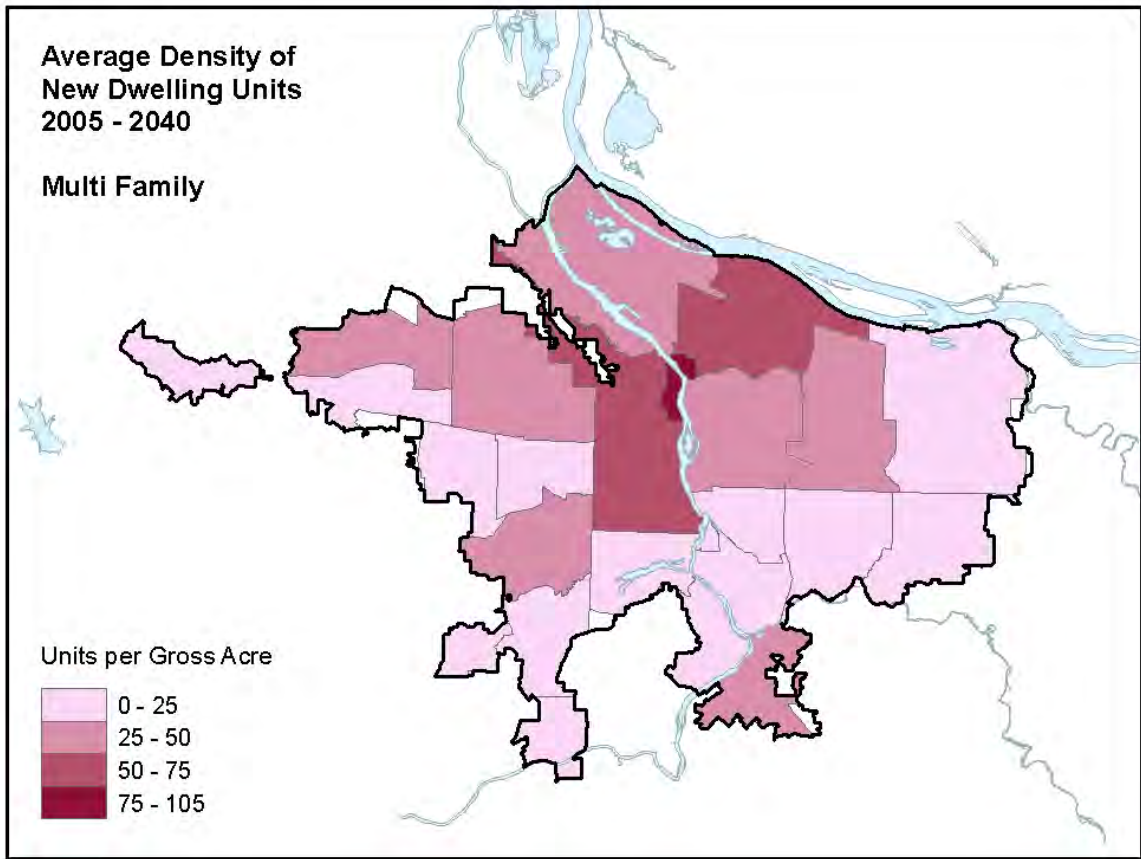 Average Density of
New Dwelling Units
2005 - 2040
Multi Family
Units per Gross Acre
0 - 25
25 - 50
50 - 75
75 - 105